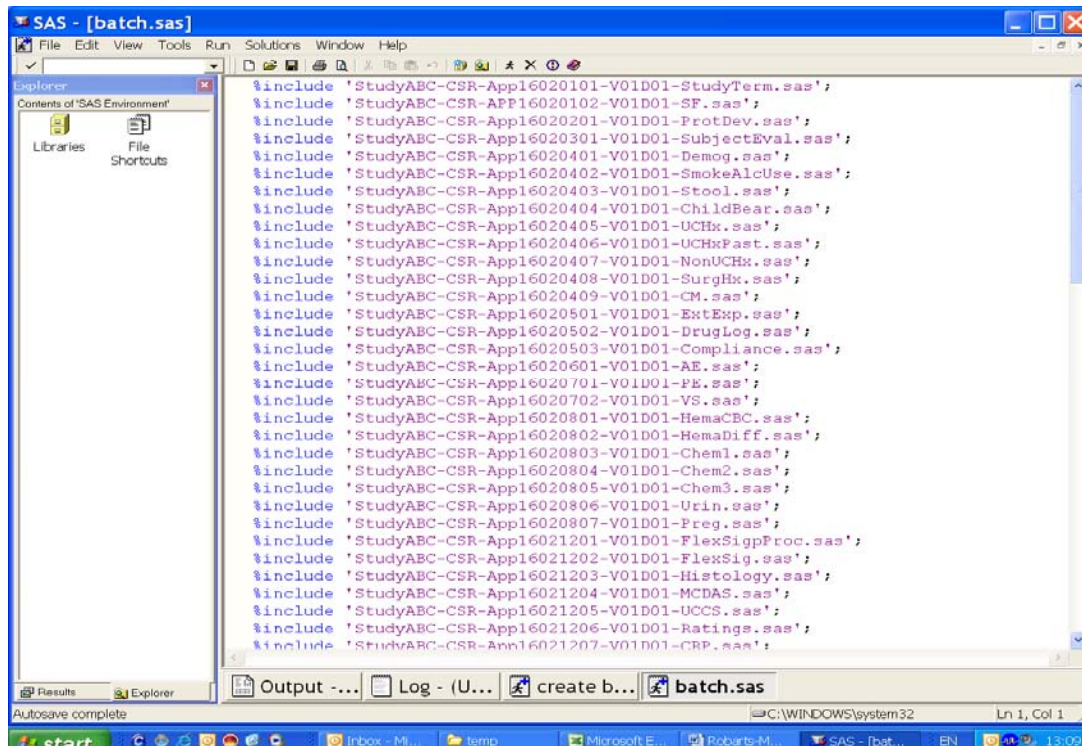 SAS - [batch.sas]
File Edit View Tools Run Solutions Window Help
Explorer
Contents of 'SAS Environment'
Libraries
File Shortcuts
%include 'StudyABC-CSR-App16020101-V01D01-StudyTerm.sas';
%include 'StudyABC-CSR-APP16020102-V01D01-SF.sas';
%include 'StudyABC-CSR-App16020201-V01D01-ProtDev.sas';
%include 'StudyABC-CSR-App16020301-V01D01-SubjectEval.sas';
%include 'StudyABC-CSR-App16020401-V01D01-Demog.sas';
%include 'StudyABC-CSR-App16020402-V01D01-SmokeAlcUse.sas';
%include 'StudyABC-CSR-App16020403-V01D01-Stool.sas';
%include 'StudyABC-CSR-App16020404-V01D01-ChildBear.sas';
%include 'StudyABC-CSR-App16020405-V01D01-UCHx.sas';
%include 'StudyABC-CSR-App16020406-V01D01-UCHxPast.sas';
%include 'StudyABC-CSR-App16020407-V01D01-NonUCHx.sas';
%include 'StudyABC-CSR-App16020408-V01D01-SurgHx.sas';
%include 'StudyABC-CSR-App16020409-V01D01-CM.sas';
%include 'StudyABC-CSR-App16020501-V01D01-ExtExp.sas';
%include 'StudyABC-CSR-App16020502-V01D01-DrugLog.sas';
%include 'StudyABC-CSR-App16020503-V01D01-Compliance.sas';
%include 'StudyABC-CSR-App16020601-V01D01-AE.sas';
%include 'StudyABC-CSR-App16020701-V01D01-PE.sas';
%include 'StudyABC-CSR-App16020702-V01D01-VS.sas';
%include 'StudyABC-CSR-App16020801-V01D01-HemaCBC.sas';
%include 'StudyABC-CSR-App16020802-V01D01-HemaDiff.sas';
%include 'StudyABC-CSR-App16020803-V01D01-Chem1.sas';
%include 'StudyABC-CSR-App16020804-V01D01-Chem2.sas';
%include 'StudyABC-CSR-App16020805-V01D01-Chem3.sas';
%include 'StudyABC-CSR-App16020806-V01D01-Urin.sas';
%include 'StudyABC-CSR-App16020807-V01D01-Preg.sas';
%include 'StudyABC-CSR-App16021201-V01D01-FlexSigpProc.sas';
%include 'StudyABC-CSR-App16021202-V01D01-FlexSig.sas';
%include 'StudyABC-CSR-App16021203-V01D01-Histology.sas';
%include 'StudyABC-CSR-App16021204-V01D01-MCDAS.sas';
%include 'StudyABC-CSR-App16021205-V01D01-UCCS.sas';
%include 'StudyABC-CSR-App16021206-V01D01-Ratings.sas';
%include 'StudyABC-CSR-App16021207-V01D01-CRP.sas';
Results Explorer Output -... Log - (U... create b... batch.sas
Autosave complete C:\WINDOWS\system32 Ln 1, Col 1
start Inbox - Mi... temp Microsoft E... Robarts-M... SAS - [bat... EN 13:09